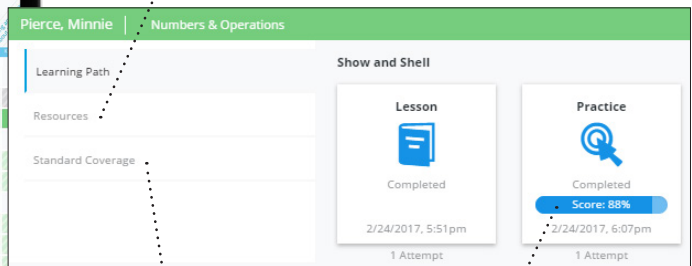 Pierce, Minnie | Numbers & Operations
Learning Path
Resources
Standard Coverage
Show and Shell
Lesson
Completed
2/24/2017, 5:51pm
1 Attempt
Practice
Completed
Score: 88%
2/24/2017, 6:07pm
1 Attempt